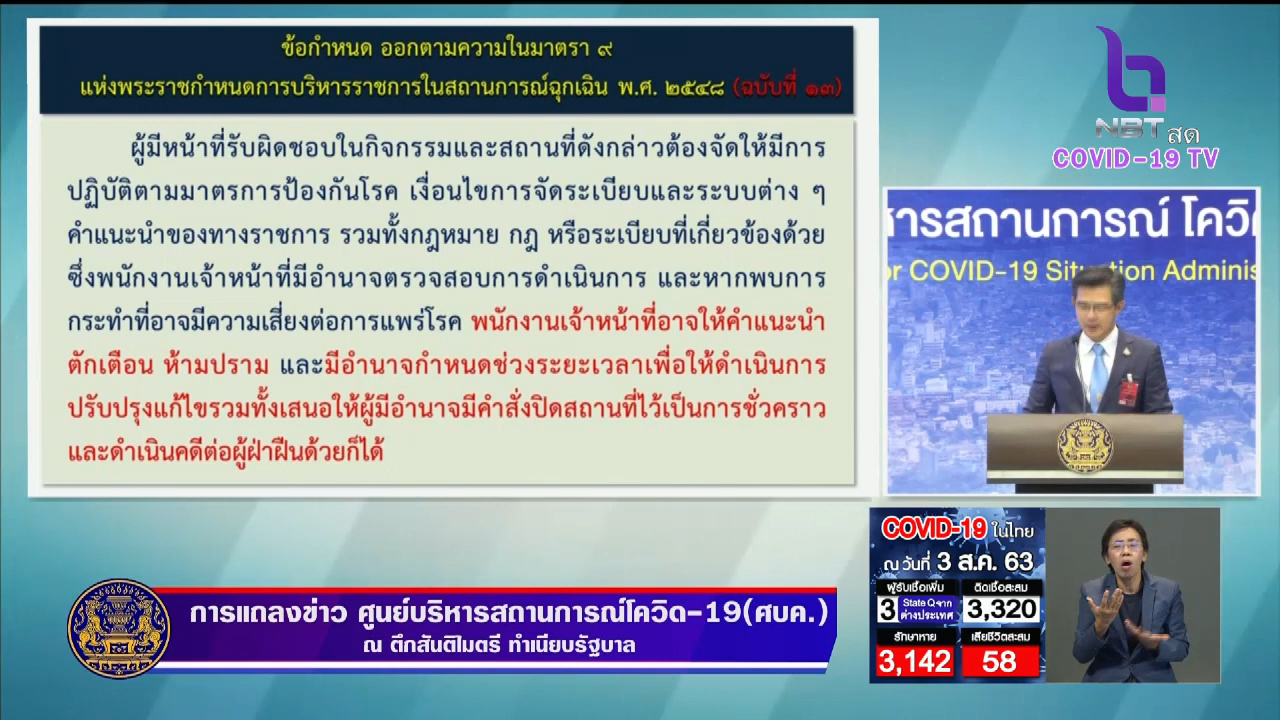 ข้อกำหนด ออกตามความในมาตรา ๙
แห่งพระราชกำหนดการบริหารราชการในสถานการณ์ฉุกเฉิน พ.ศ. ๒๕๔๘ (ฉบับที่ ๑๓)
ผู้มีหน้าที่รับผิดชอบในกิจกรรมและสถานที่ดังกล่าวต้องจัดให้มีการ
ปฏิบัติตามมาตรการป้องกันโรค เงื่อนไขการจัดระเบียบและระบบต่าง ๆ
คำแนะนำของทางราชการ รวมทั้งกฎหมาย กฎ หรือระเบียบที่เกี่ยวข้องด้วย
ซึ่งพนักงานเจ้าหน้าที่มีอำนาจตรวจสอบการดำเนินการ และหากพบการ
กระทำที่อาจมีความเสี่ยงต่อการแพร่โรค พนักงานเจ้าหน้าที่อาจให้คำแนะนำ
ตักเตือน ห้ามปราม และมีอำนาจกำหนดช่วงระยะเวลาเพื่อให้ดำเนินการ
ปรับปรุงแก้ไขรวมทั้งเสนอให้ผู้มีอำนาจมีคำสั่งปิดสถานที่ไว้เป็นการชั่วคราว
และดำเนินคดีต่อผู้ฝ่าฝืนด้วยก็ได้
NBT สด
COVID-19 TV
หารสถานการณ์ โควิด
or COVID-19 Situation Adminis
COVID-19 ในไทย
ณ วันที่ 3 ส.ค. 63
ผู้รับเชื้อเพิ่ม ติดเชื้อสะสม
3 State Q จาก ต่างประเทศ 3,320
รักษาหาย เสียชีวิตสะสม
3,142 58
การแถลงข่าว ศูนย์บริหารสถานการณ์โควิด-19(ศบค.)
ณ ตึกสันติไมตรี ทำเนียบรัฐบาล